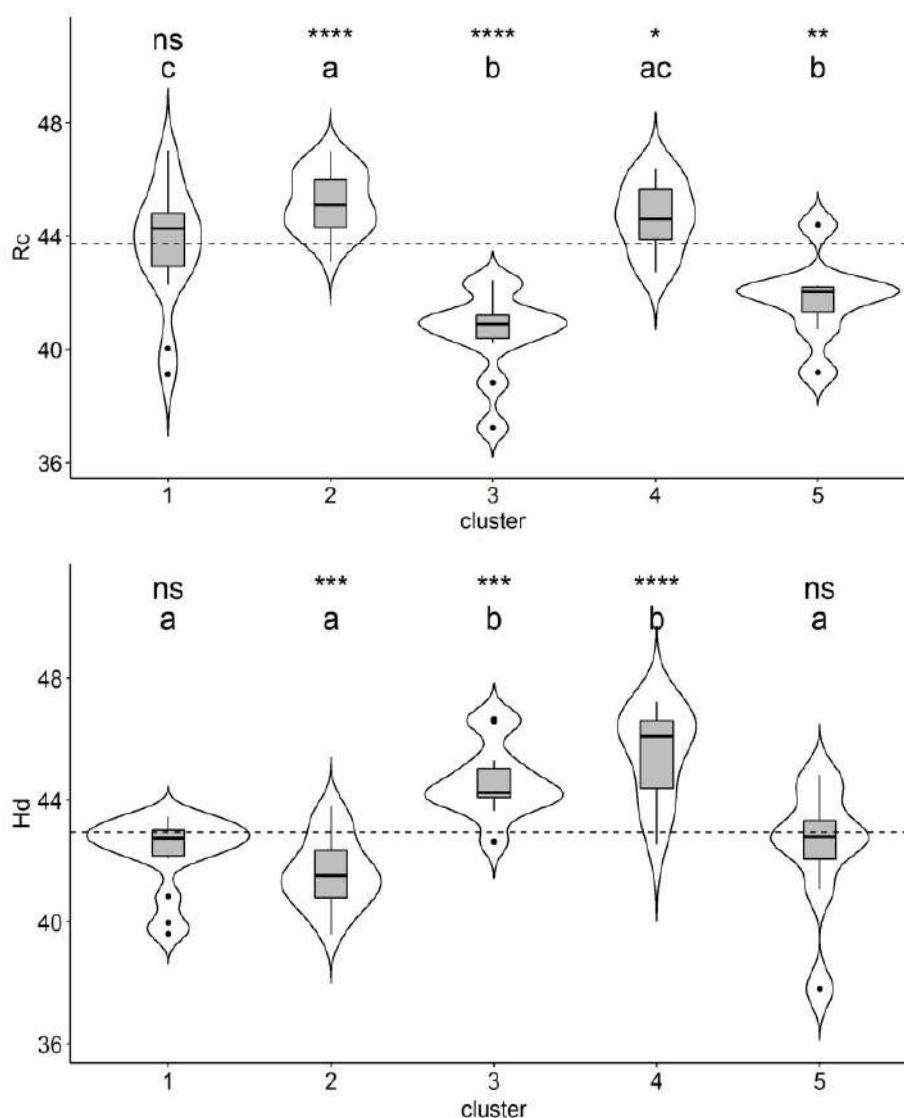 ns **** **** * **
c a b ac b
48
44
40
36
Rc
1 2 3 4 5
cluster
ns *** *** **** ns
a a b b a
48
44
40
36
Hd
1 2 3 4 5
cluster